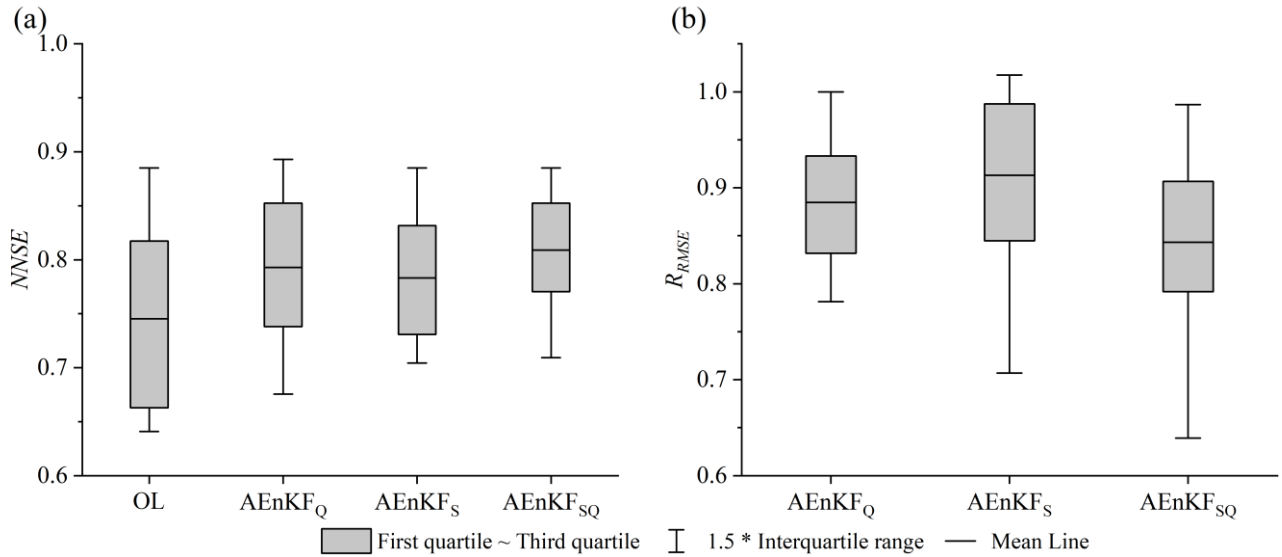 (a)
1.0
0.9
0.8
0.7
0.6
NNSE
OL AEnKF_Q AEnKF_S AEnKF_SQ
(b)
1.0
0.9
0.8
0.7
0.6
R_RMSE
AEnKF_Q AEnKF_S AEnKF_SQ
First quartile ~ Third quartile 1.5 * Interquartile range Mean Line